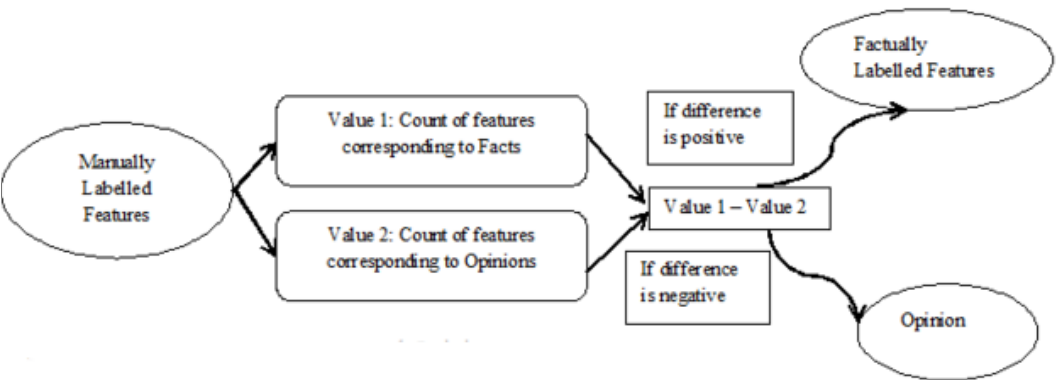 Manually
Labelled
Features
Value 1: Count of features
corresponding to Facts
Value 2: Count of features
corresponding to Opinions
If difference
is positive
Value 1 – Value 2
If difference
is negative
Factually
Labelled Features
Opinion